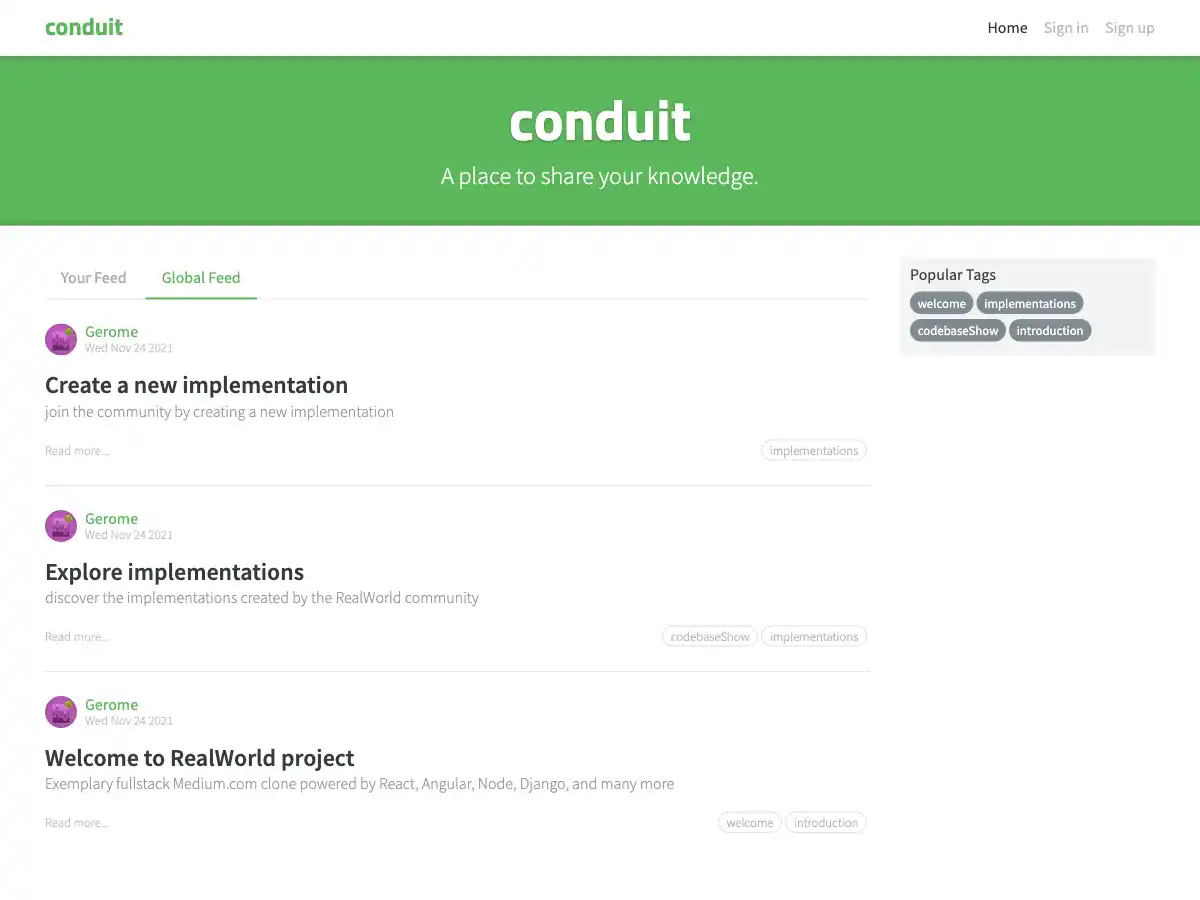 conduit
Home Sign in Sign up
conduit
A place to share your knowledge.
Your Feed Global Feed
Popular Tags
welcome implementations
codebaseShow introduction
Gerome
Wed Nov 24 2021
Create a new implementation
join the community by creating a new implementation
Read more...
implementations
Gerome
Wed Nov 24 2021
Explore implementations
discover the implementations created by the RealWorld community
Read more...
codebaseShow implementations
Gerome
Wed Nov 24 2021
Welcome to RealWorld project
Exemplary fullstack Medium.com clone powered by React, Angular, Node, Django, and many more
Read more...
welcome introduction